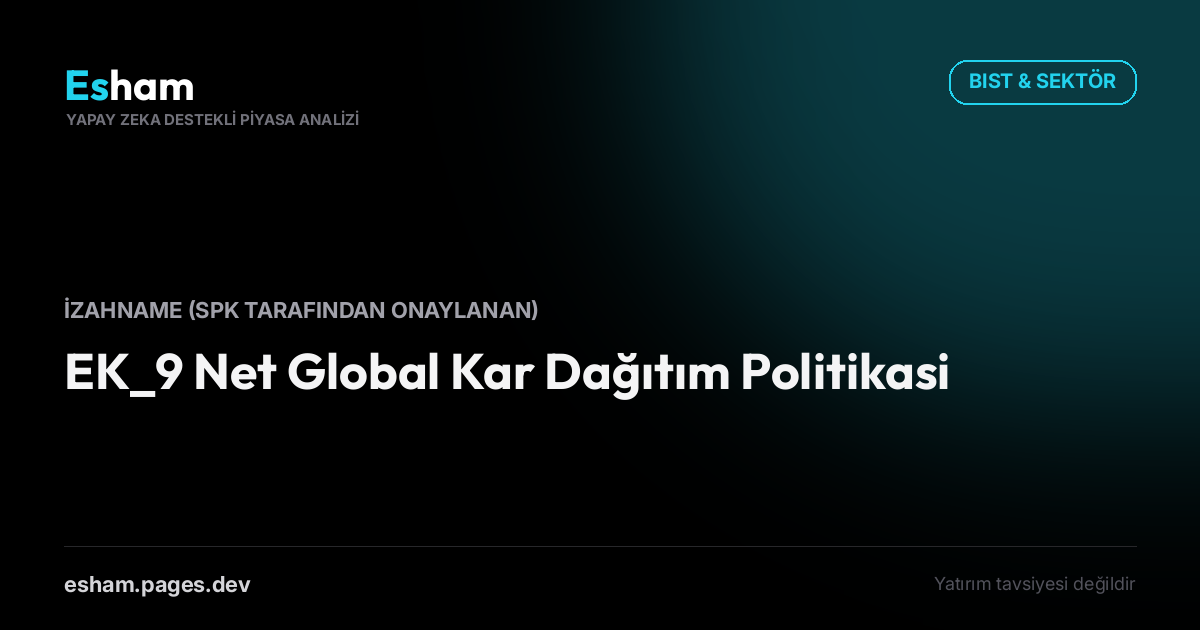 Esham
YAPAY ZEKA DESTEKLİ PİYASA ANALİZİ
BIST & SEKTÖR
İZAHNAME (SPK TARAFINDAN ONAYLANAN)
EK_9 Net Global Kar Dağıtım Politikasi
esham.pages.dev
Yatırım tavsiyesi değildir